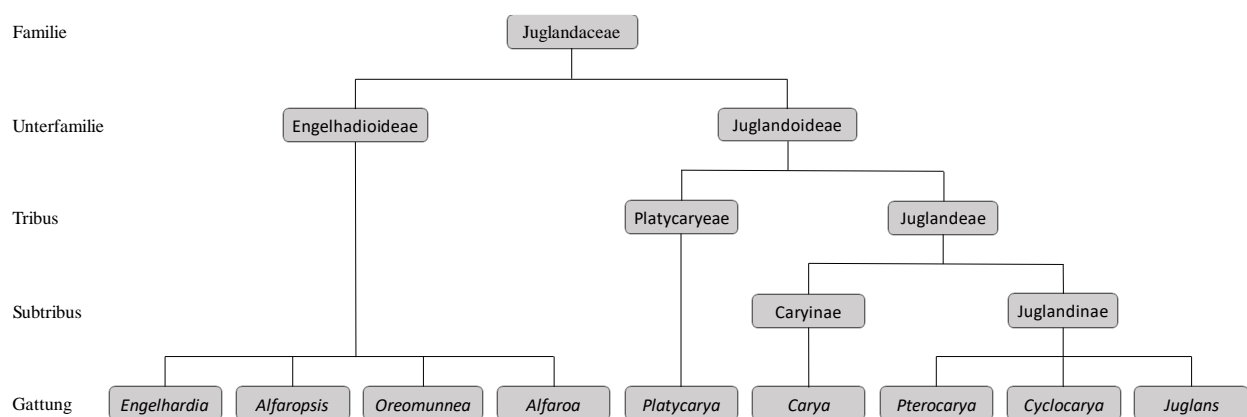 Familie Juglandaceae
Unterfamilie Engelhadioideae Juglandoideae
Tribus Platycaryeae Juglandeae
Subtribus Caryinae Juglandinae
Gattung Engelhardia Alfaropsis Oreomunnea Alfaroa Platycarya Carya Pterocarya Cyclocarya Juglans